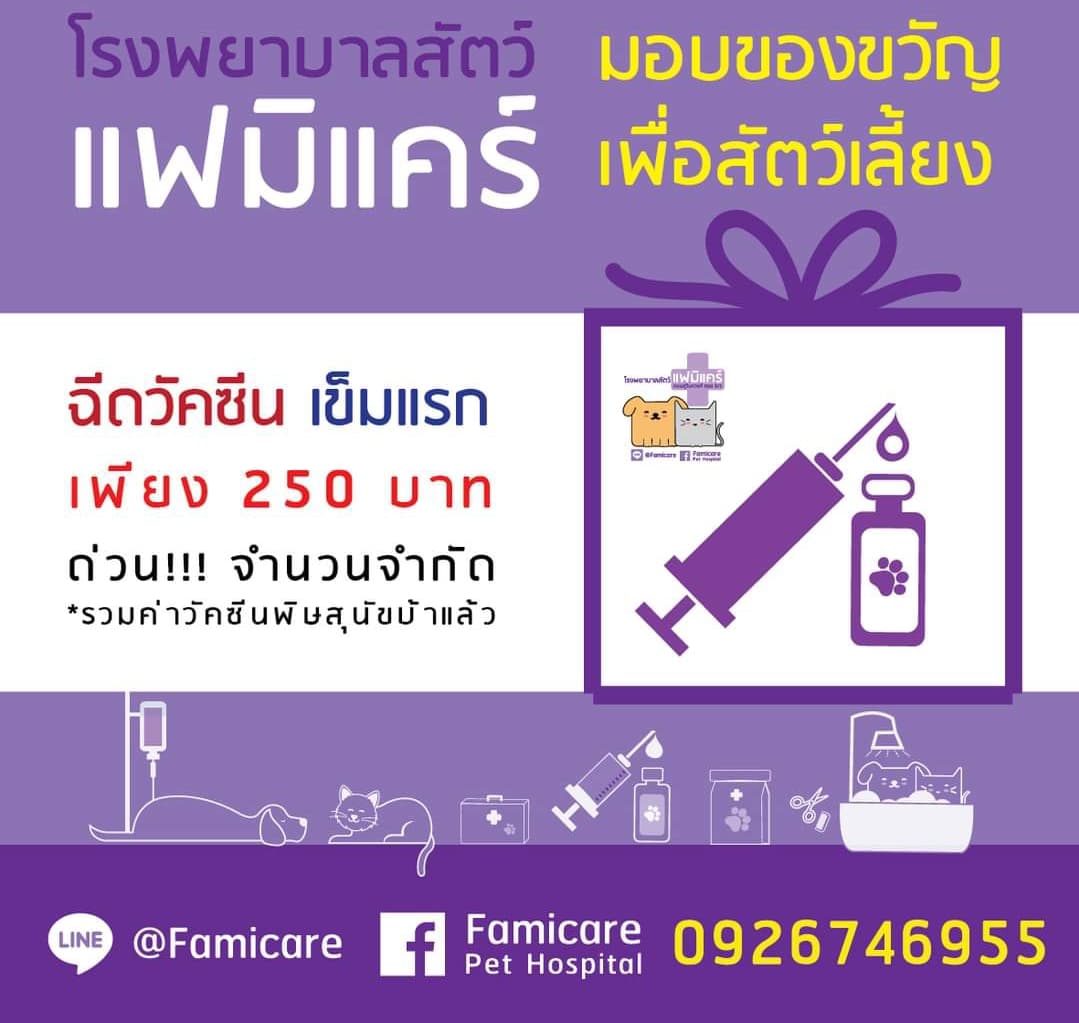 โรงพยาบาลสัตว์
แฟมิแคร์
มอบของขวัญ
เพื่อสัตว์เลี้ยง
ฉีดวัคซีน เข็มแรก
เพียง 250 บาท
ด่วน!!! จำนวนจำกัด
*รวมค่าวัคซีนพิษสุนัขบ้าแล้ว
โรงพยาบาลสัตว์ แฟมิแคร์
@Famicare
Famicare
Pet Hospital
LINE
@Famicare
Famicare
Pet Hospital
0926746955